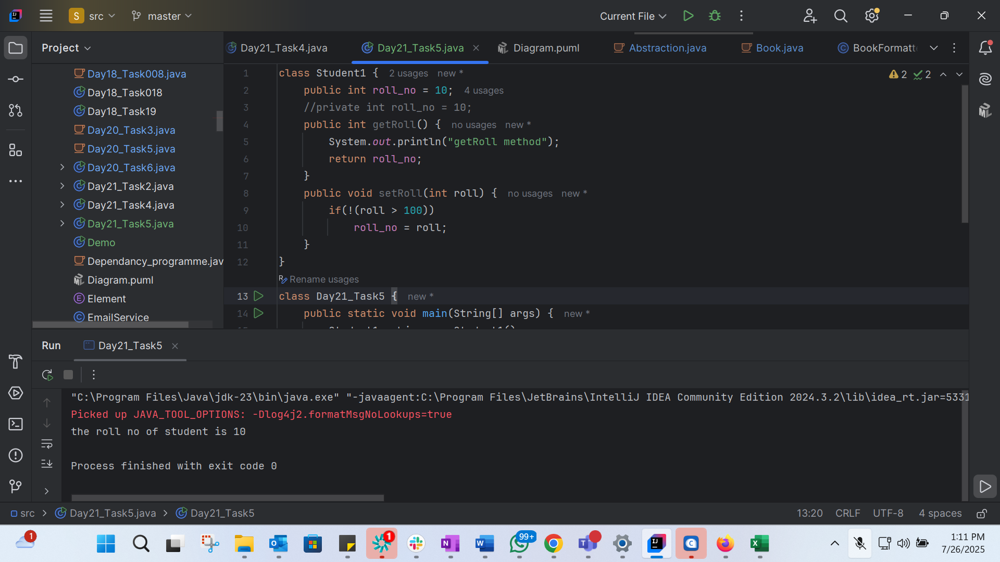 src
master
Current File
Project
Day21_Task4.java
Day21_Task5.java
Diagram.puml
Abstraction.java
Book.java
BookFormatt
Day18_Task008.java
Day18_Task018
Day18_Task19
Day20_Task3.java
Day20_Task5.java
Day20_Task6.java
Day21_Task2.java
Day21_Task4.java
Day21_Task5.java
Demo
Dependancy_programme.jav
Diagram.puml
Element
EmailService
2 2
1 class Student1 { 2 usages new *
2 public int roll_no = 10; 4 usages
3 //private int roll_no = 10;
4 public int getRoll() { no usages new *
5 System.out.println("getRoll method");
6 return roll_no;
7 }
8 public void setRoll(int roll) { no usages new *
9 if(!(roll > 100))
10 roll_no = roll;
11 }
12 }
Rename usages
13 class Day21_Task5 { new *
14 public static void main(String[] args) { new *
Run
Day21_Task5
"C:\Program Files\Java\jdk-23\bin\java.exe" "-javaagent:C:\Program Files\JetBrains\IntelliJ IDEA Community Edition 2024.3.2\lib\idea_rt.jar=5331
Picked up JAVA_TOOL_OPTIONS: -Dlog4j2.formatMsgNoLookups=true
the roll no of student is 10
Process finished with exit code 0
src > Day21_Task5.java > Day21_Task5
13:20 CRLF UTF-8 4 spaces
1
1
99+
1:11 PM
7/26/2025